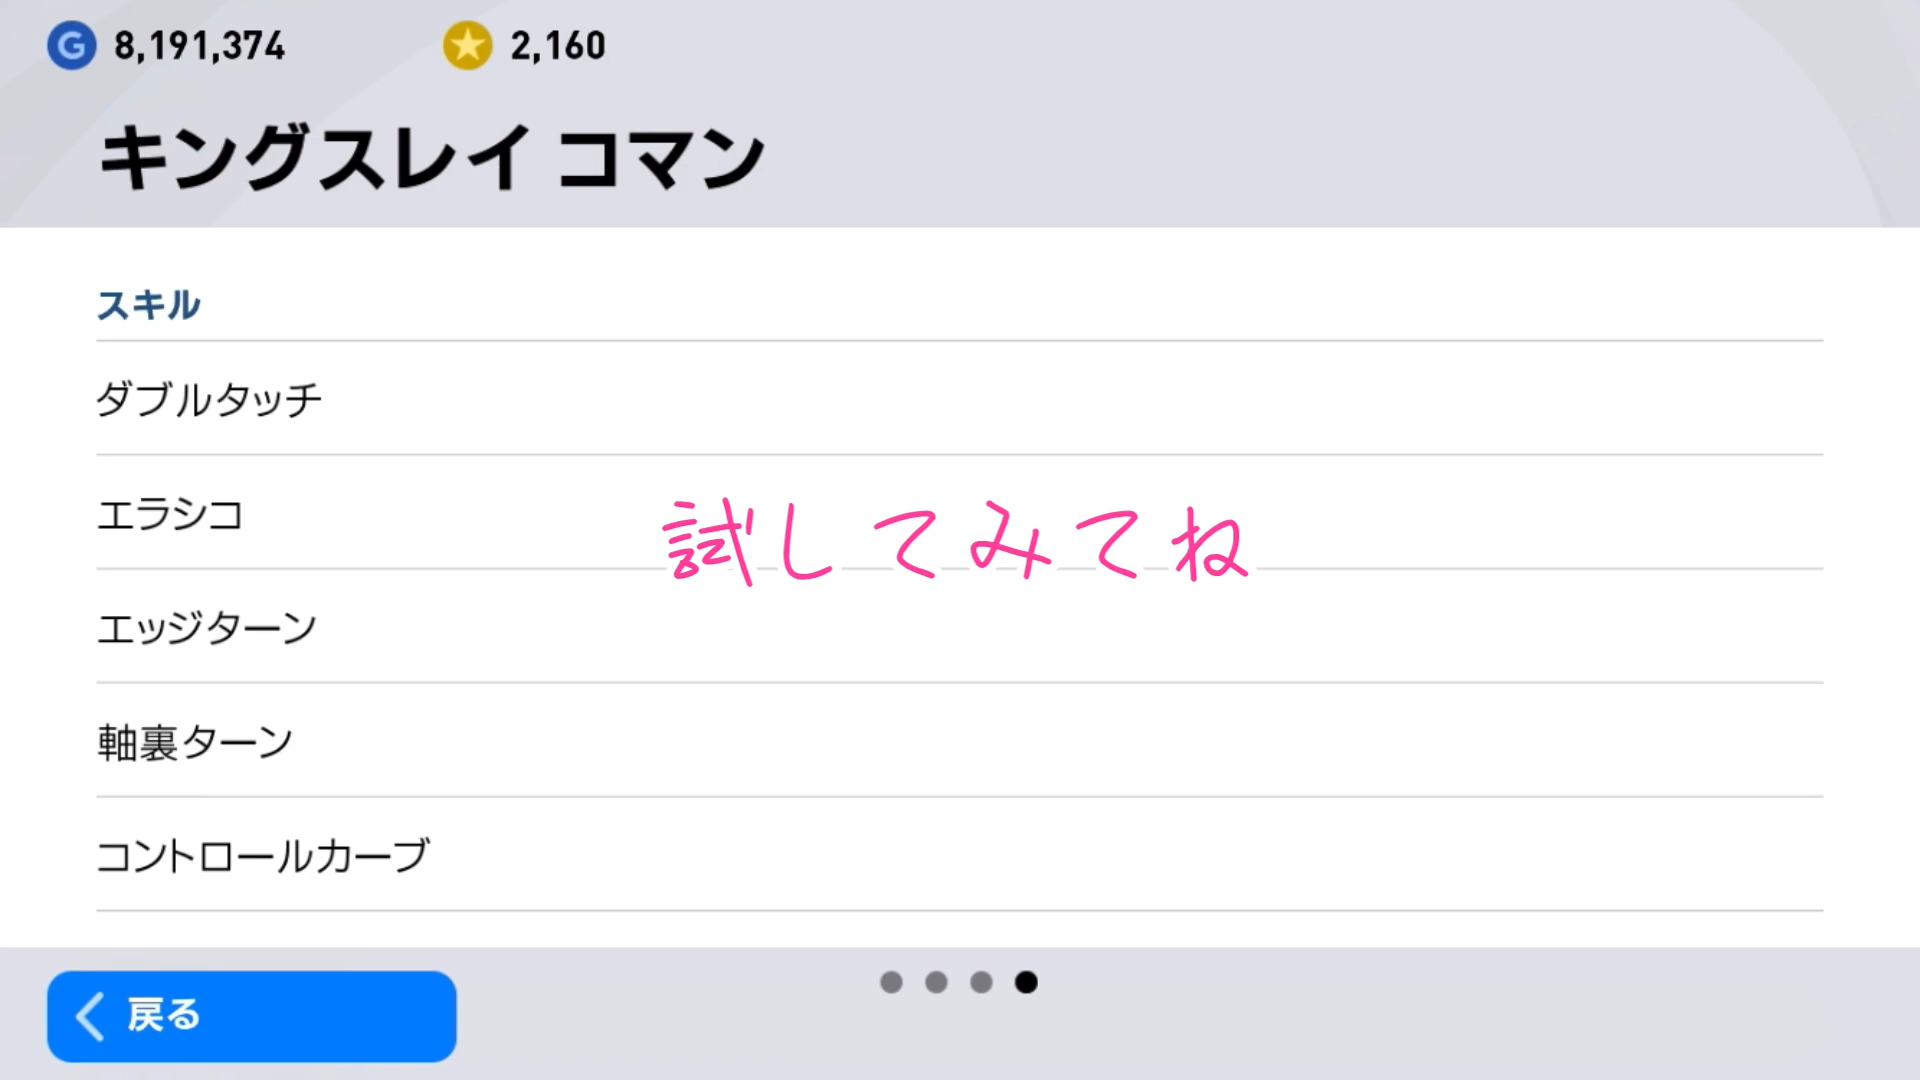 G 8,191,374 2,160
キングスレイ コマン
スキル
ダブルタッチ
エラシコ
試してみてね
エッジターン
軸裏ターン
コントロールカーブ
戻る